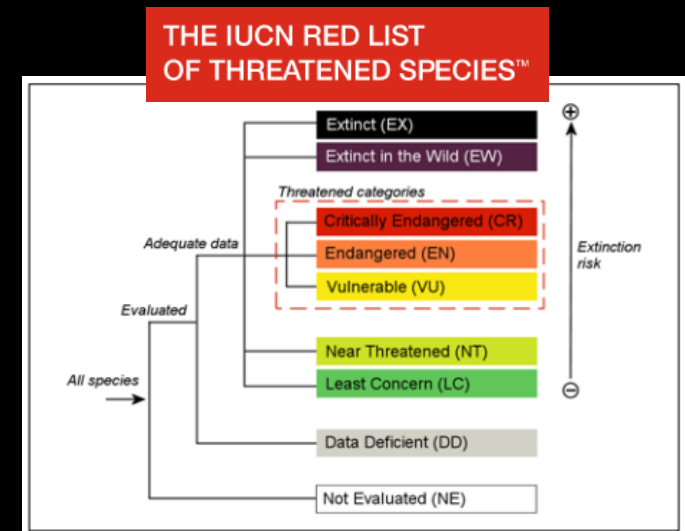 THE IUCN RED LIST
OF THREATENED SPECIES™
Extinct (EX)
Extinct in the Wild (EW)
Threatened categories
Critically Endangered (CR)
Adequate data
Endangered (EN)
Extinction
risk
Vulnerable (VU)
Evaluated
Near Threatened (NT)
All species
Least Concern (LC)
Data Deficient (DD)
Not Evaluated (NE)